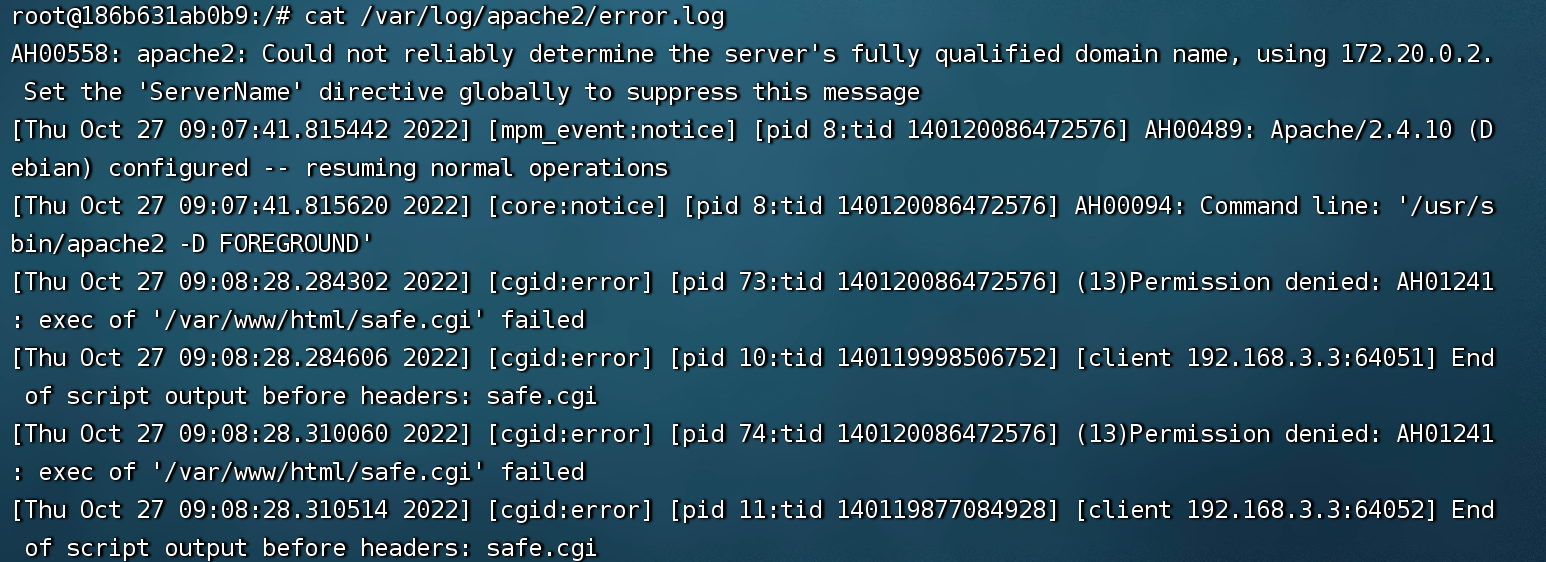 root@186b631ab0b9:/# cat /var/log/apache2/error.log
AH00558: apache2: Could not reliably determine the server's fully qualified domain name, using 172.20.0.2.
 Set the 'ServerName' directive globally to suppress this message
[Thu Oct 27 09:07:41.815442 2022] [mpm_event:notice] [pid 8:tid 140120086472576] AH00489: Apache/2.4.10 (D
ebian) configured -- resuming normal operations
[Thu Oct 27 09:07:41.815620 2022] [core:notice] [pid 8:tid 140120086472576] AH00094: Command line: '/usr/s
bin/apache2 -D FOREGROUND'
[Thu Oct 27 09:08:28.284302 2022] [cgid:error] [pid 73:tid 140120086472576] (13)Permission denied: AH01241
: exec of '/var/www/html/safe.cgi' failed
[Thu Oct 27 09:08:28.284606 2022] [cgid:error] [pid 10:tid 140119998506752] [client 192.168.3.3:64051] End
 of script output before headers: safe.cgi
[Thu Oct 27 09:08:28.310060 2022] [cgid:error] [pid 74:tid 140120086472576] (13)Permission denied: AH01241
: exec of '/var/www/html/safe.cgi' failed
[Thu Oct 27 09:08:28.310514 2022] [cgid:error] [pid 11:tid 140119877084928] [client 192.168.3.3:64052] End
 of script output before headers: safe.cgi